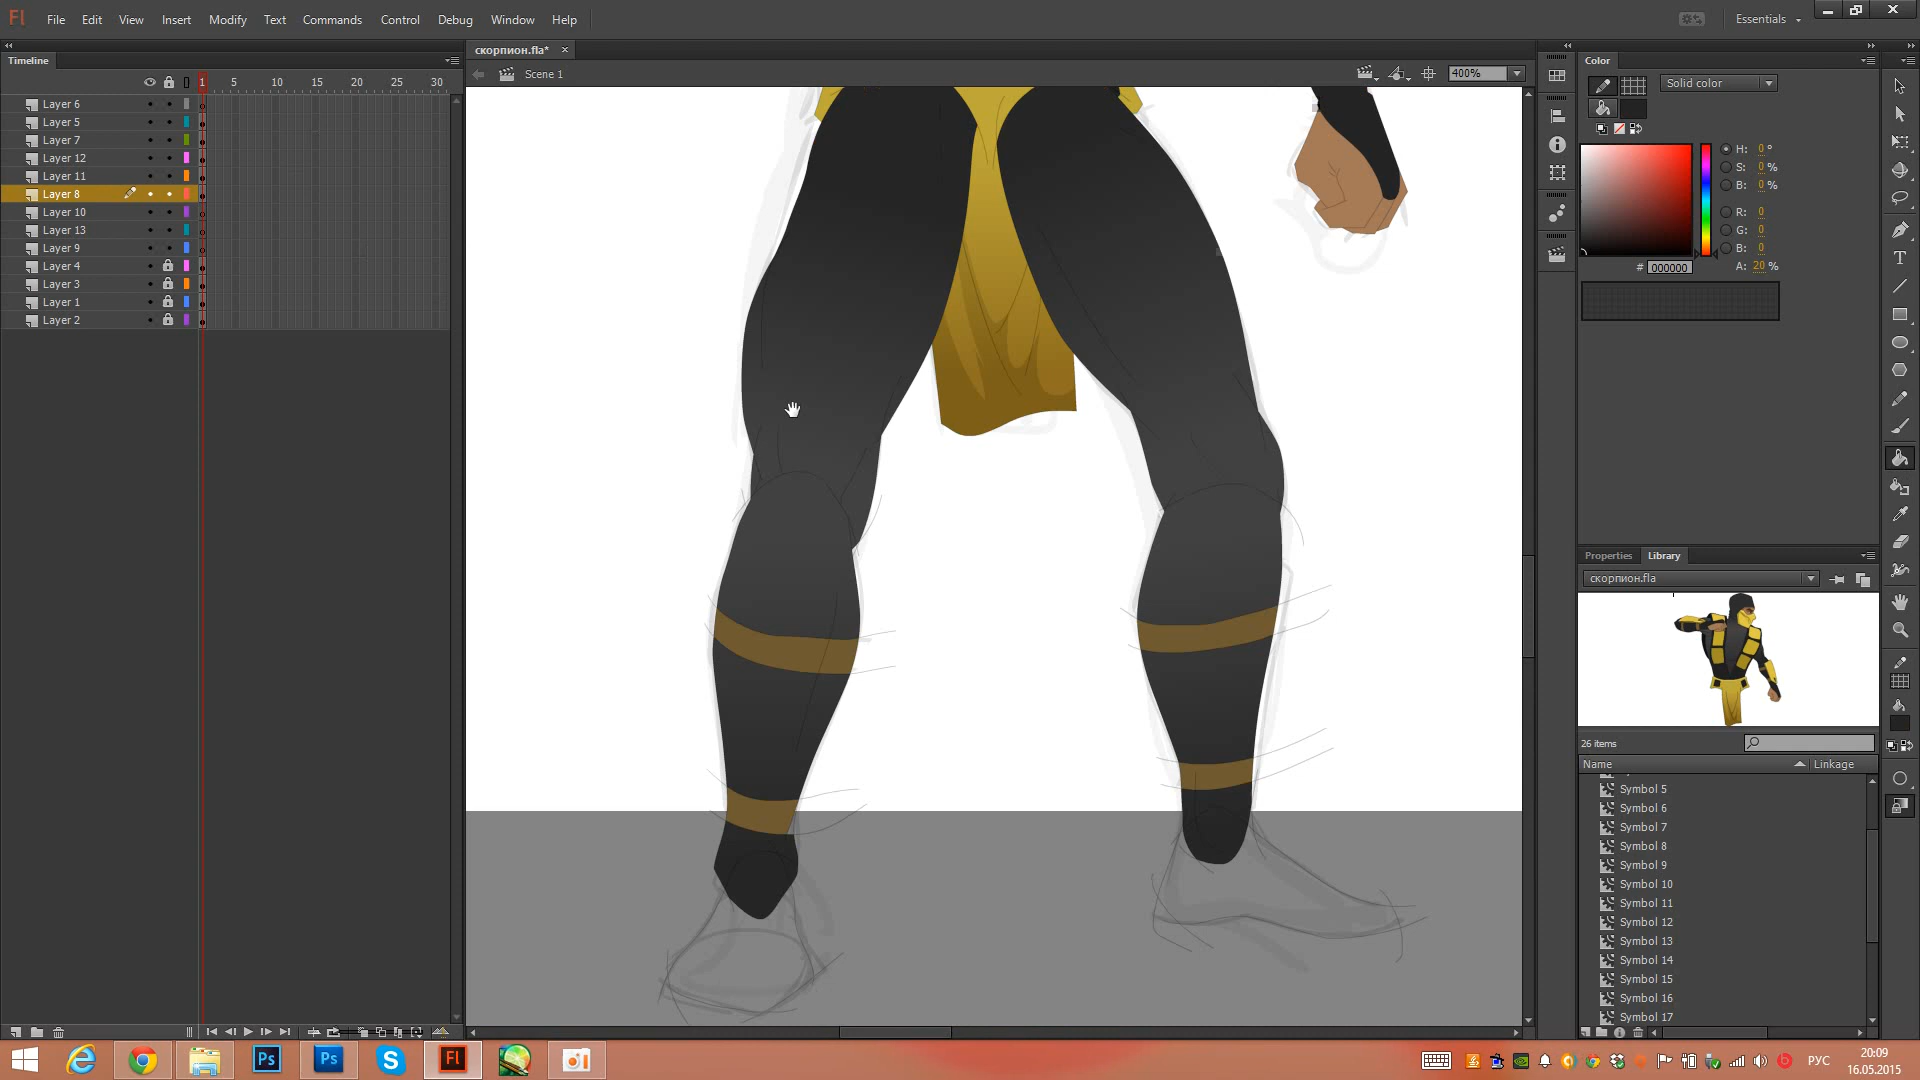 Fl File Edit View Insert Modify Text Commands Control Debug Window Help Essentials
Timeline
1 5 10 15 20 25 30
Layer 6
Layer 5
Layer 7
Layer 12
Layer 11
Layer 8
Layer 10
Layer 13
Layer 9
Layer 4
Layer 3
Layer 1
Layer 2
скорпион.fla*
Scene 1
400%
Color
Solid color
H: 0 °
S: 0 %
B: 0 %
R: 0
G: 0
B: 0
# 000000
A: 20 %
Properties Library
скорпион.fla
26 items
Name Linkage
Symbol 5
Symbol 6
Symbol 7
Symbol 8
Symbol 9
Symbol 10
Symbol 11
Symbol 12
Symbol 13
Symbol 14
Symbol 15
Symbol 16
Symbol 17
T
Ps Ps S Fl
РУС
20:09
16.05.2015